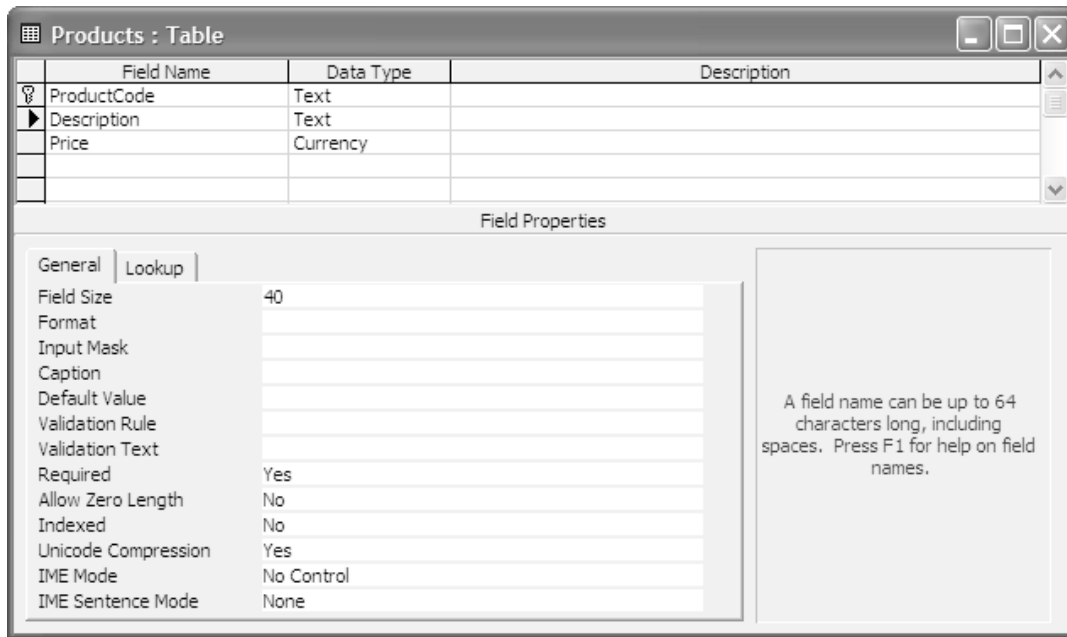 Products : Table
Field Name Data Type Description
ProductCode Text
Description Text
Price Currency
Field Properties
General Lookup
Field Size 40
Format
Input Mask
Caption
Default Value
Validation Rule
Validation Text
Required Yes
Allow Zero Length No
Indexed No
Unicode Compression Yes
IME Mode No Control
IME Sentence Mode None
A field name can be up to 64
characters long, including
spaces. Press F1 for help on field
names.